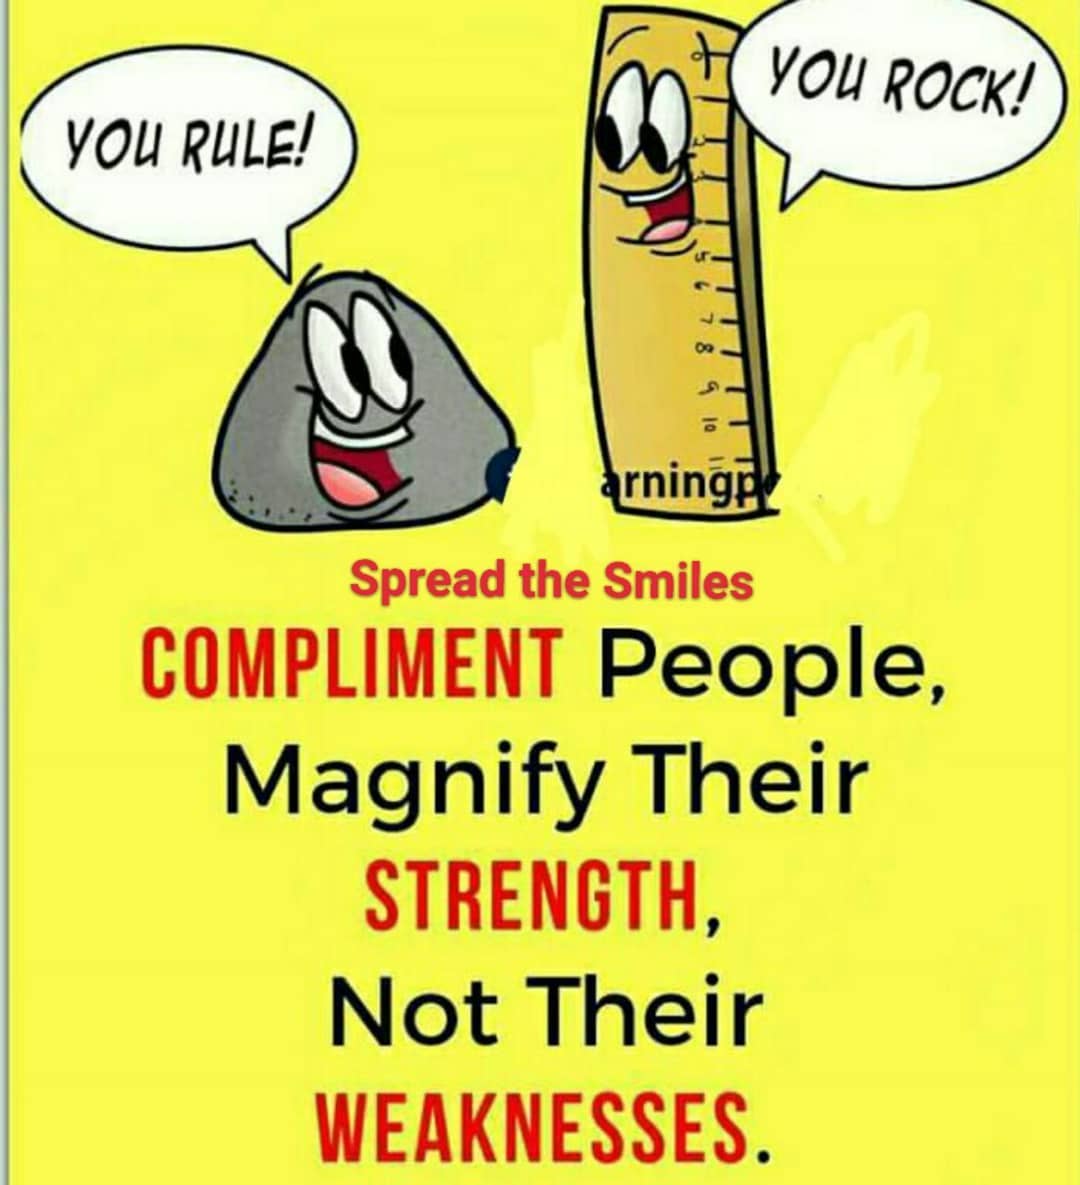 YOU RULE!
YOU ROCK!
1
2
3
4
5
6
7
8
9
10
11
arningp
Spread the Smiles
COMPLIMENT People,
Magnify Their
STRENGTH,
Not Their
WEAKNESSES.